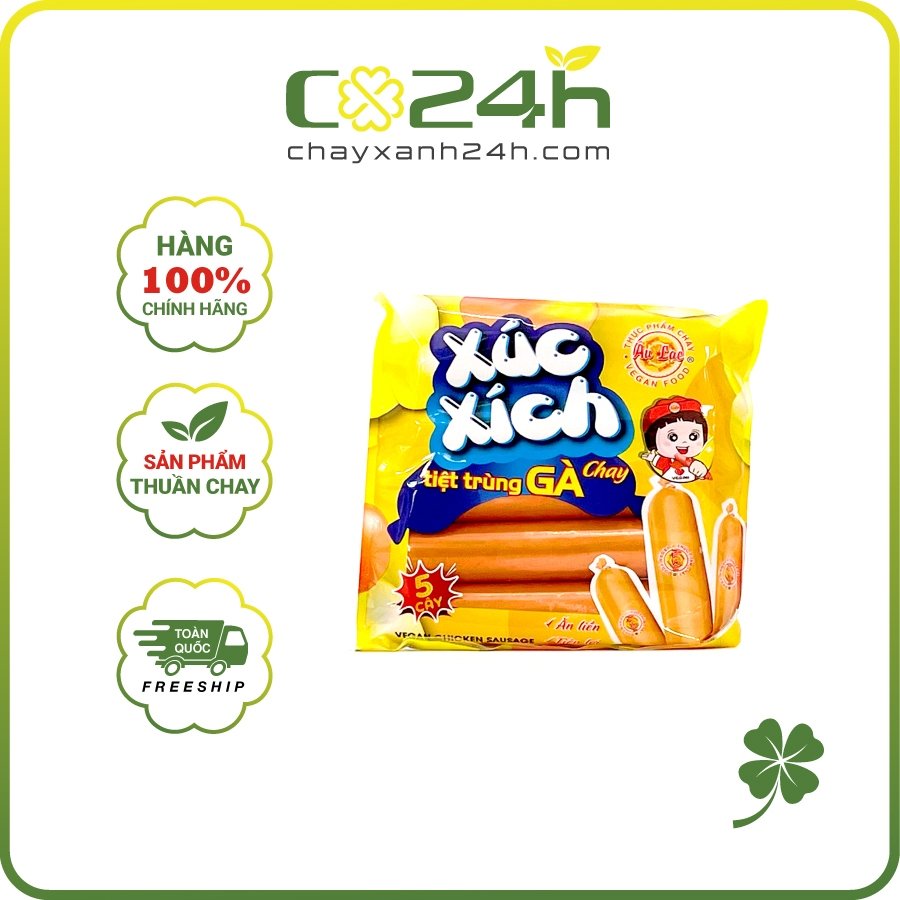 C 24h
chayxanh24h.com
HÀNG
100%
CHÍNH HÃNG
SẢN PHẨM
THUẦN CHAY
TOÀN
QUỐC
FREESHIP
xúc
xích
tiệt trùng GÀ Chay
THỰC PHẨM CHAY
Âu Lạc
VEGAN FOOD ®
5
CÂY
VEGAN CHICKEN SAUSAGE
✓ Ăn liền